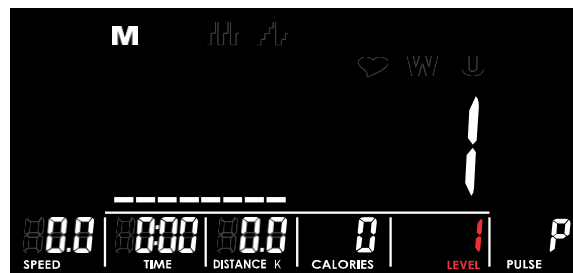 M
W U
1
0.0 0:00 0.0 0 1 P
SPEED TIME DISTANCE K CALORIES LEVEL PULSE